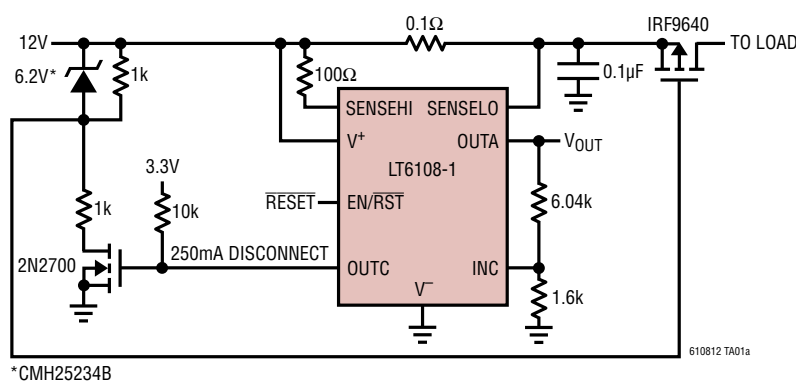 0.1Ω
IRF9640
12V
TO LOAD
6.2V*
1k
100Ω
0.1µF
SENSEHI
SENSELO
V+
OUTA
VOUT
LT6108-1
3.3V
RESET
EN/RST
6.04k
1k
10k
250mA DISCONNECT
2N2700
OUTC
INC
V–
1.6k
610812 TA01a
*CMH25234B